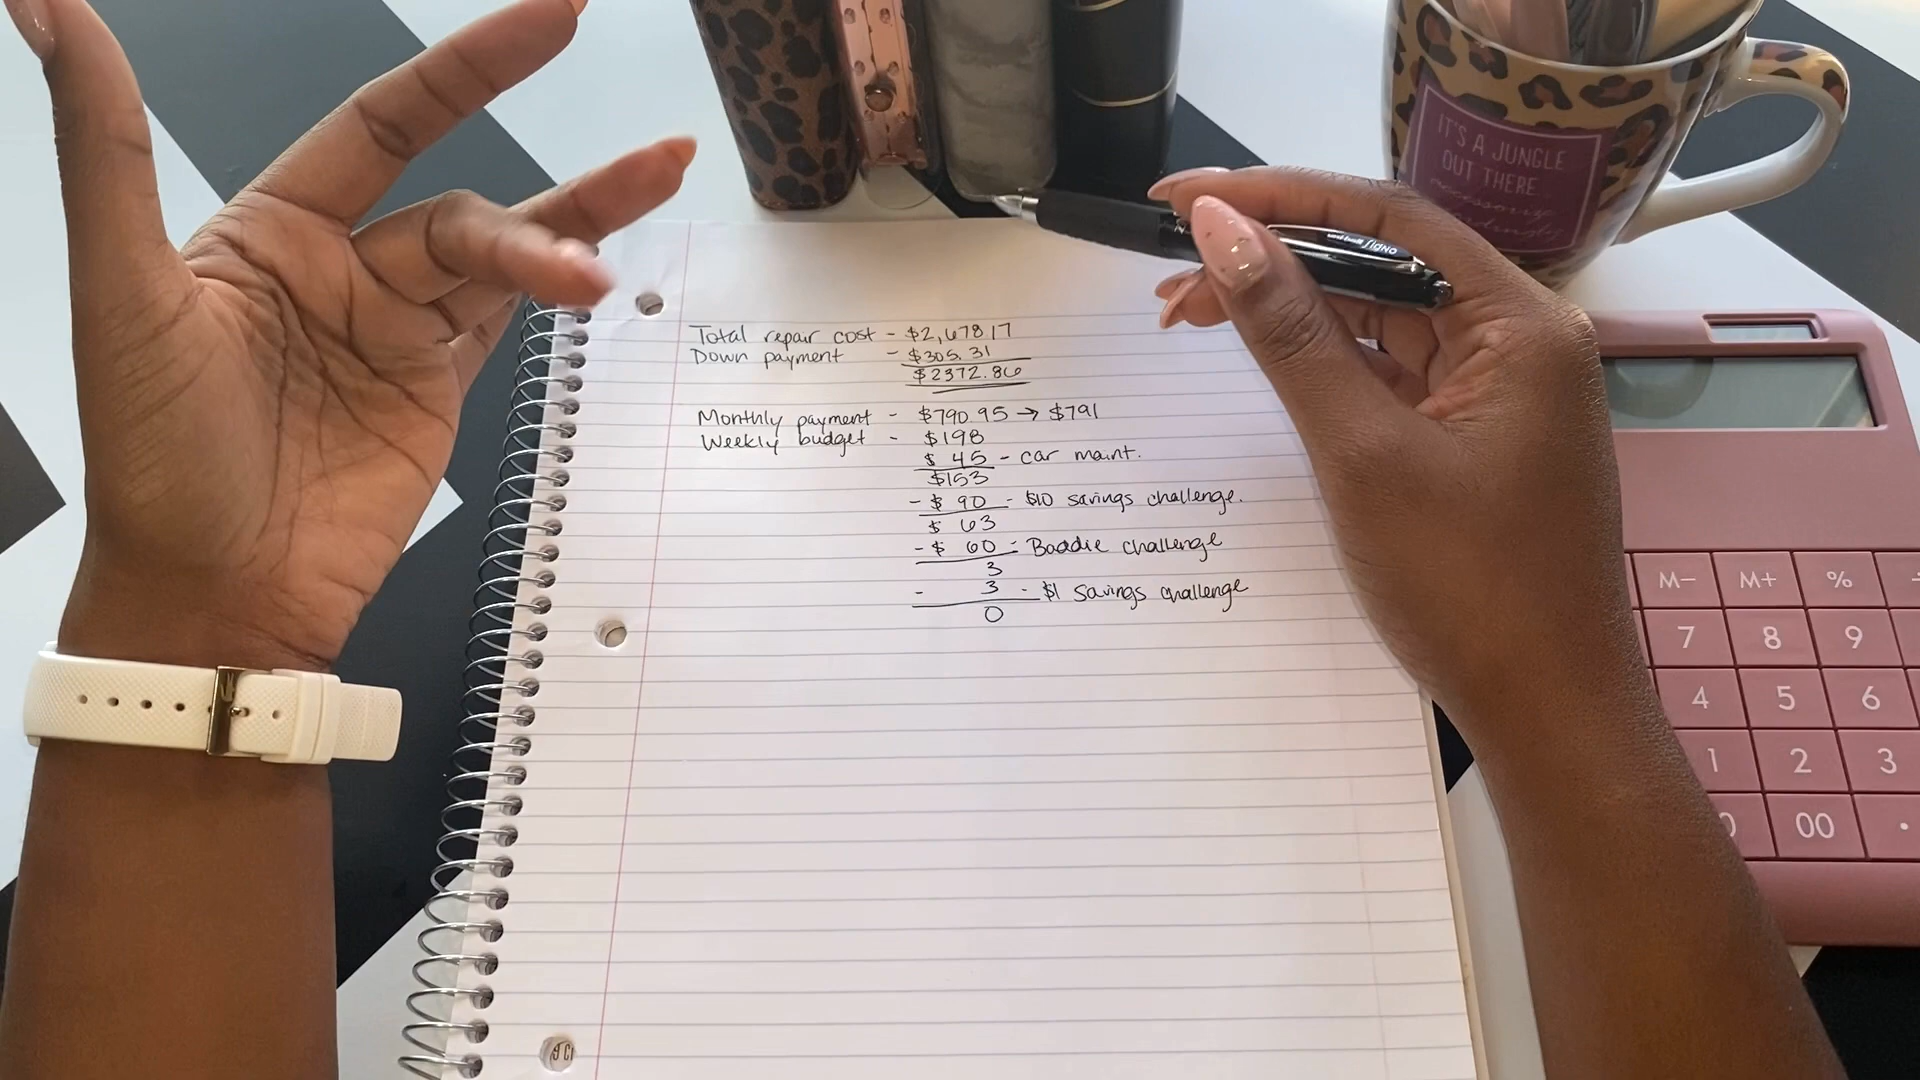 IT'S A JUNGLE
OUT THERE
SIGNO
Total repair cost - $2,678.17
Down payment - $305.31
$2372.86
Monthly payment - $790.95 → $791
Weekly budget - $198
$ 45 - car maint.
$153
- $ 90 - $10 savings challenge.
$ 63
- $ 60 - Baddie challenge
3
- 3 - $1 savings challenge
0
M- M+ %
7 8 9
4 5 6
1 2 3
00 .